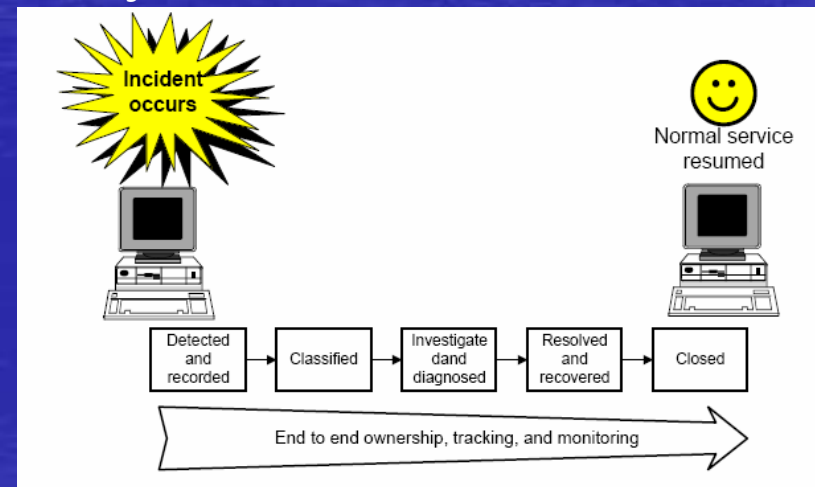 Incident
occurs
Normal service
resumed
Detected
and
recorded
Classified
Investigate
dand
diagnosed
Resolved
and
recovered
Closed
End to end ownership, tracking, and monitoring